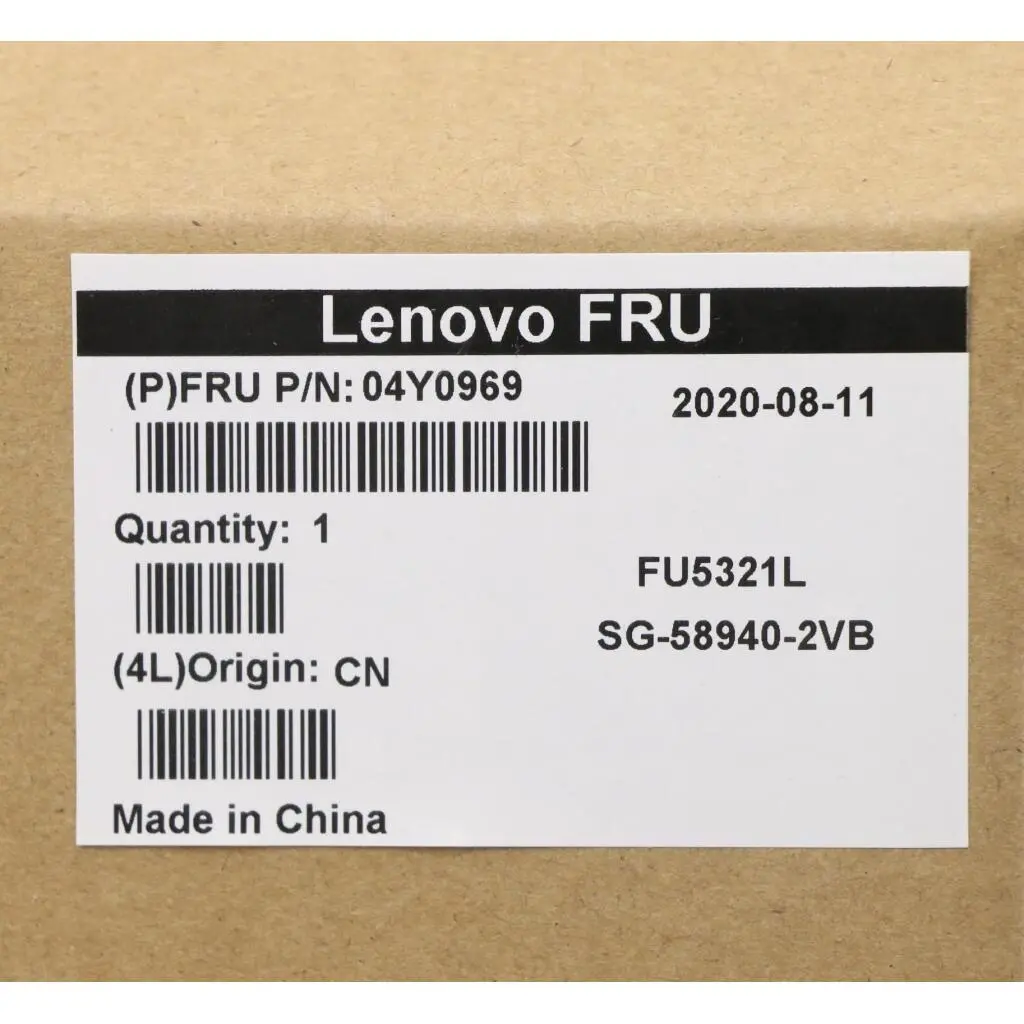 Lenovo FRU
(P)FRU P/N: 04Y0969
2020-08-11
Quantity: 1
FU5321L
SG-58940-2VB
(4L)Origin: CN
Made in China